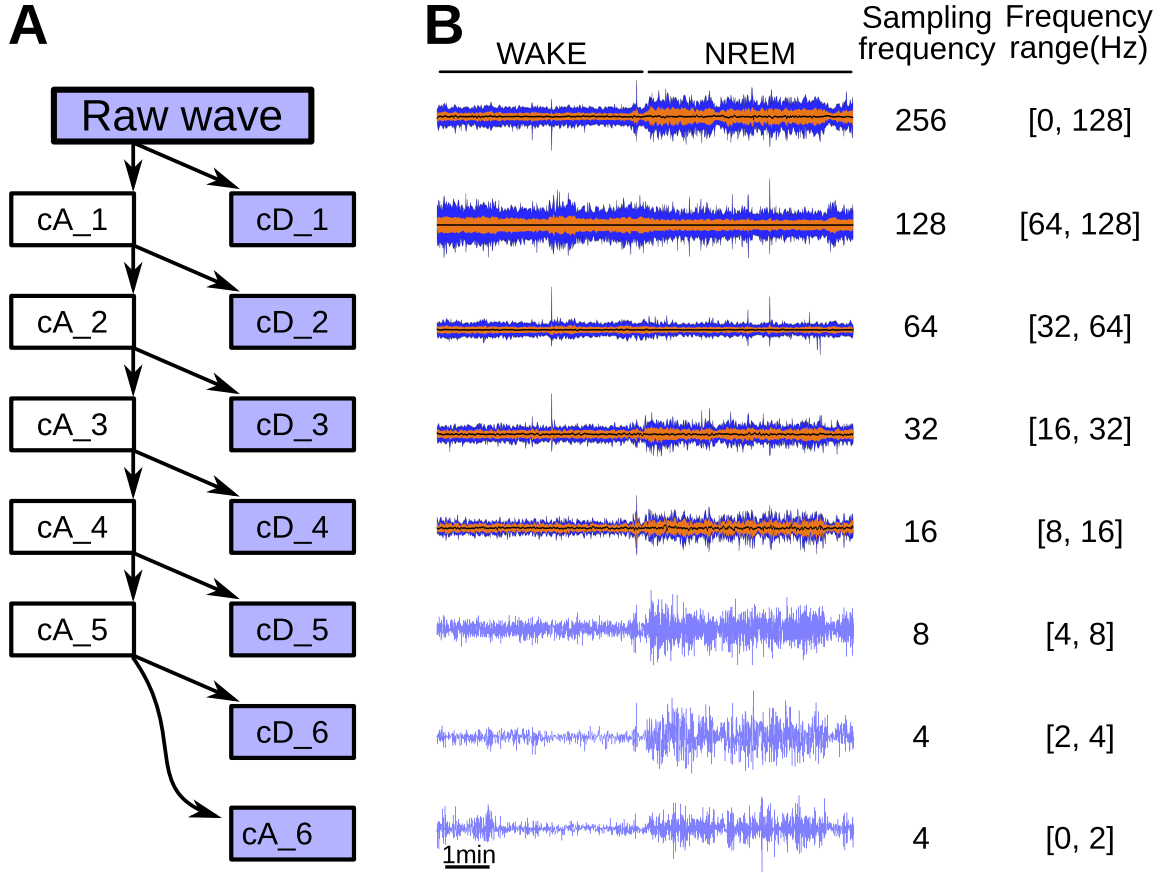 A
Raw wave
cA_1
cD_1
cA_2
cD_2
cA_3
cD_3
cA_4
cD_4
cA_5
cD_5
cD_6
cA_6
B
WAKE
NREM
Sampling
frequency
Frequency
range(Hz)
256
[0, 128]
128
[64, 128]
64
[32, 64]
32
[16, 32]
16
[8, 16]
8
[4, 8]
4
[2, 4]
4
[0, 2]
1min